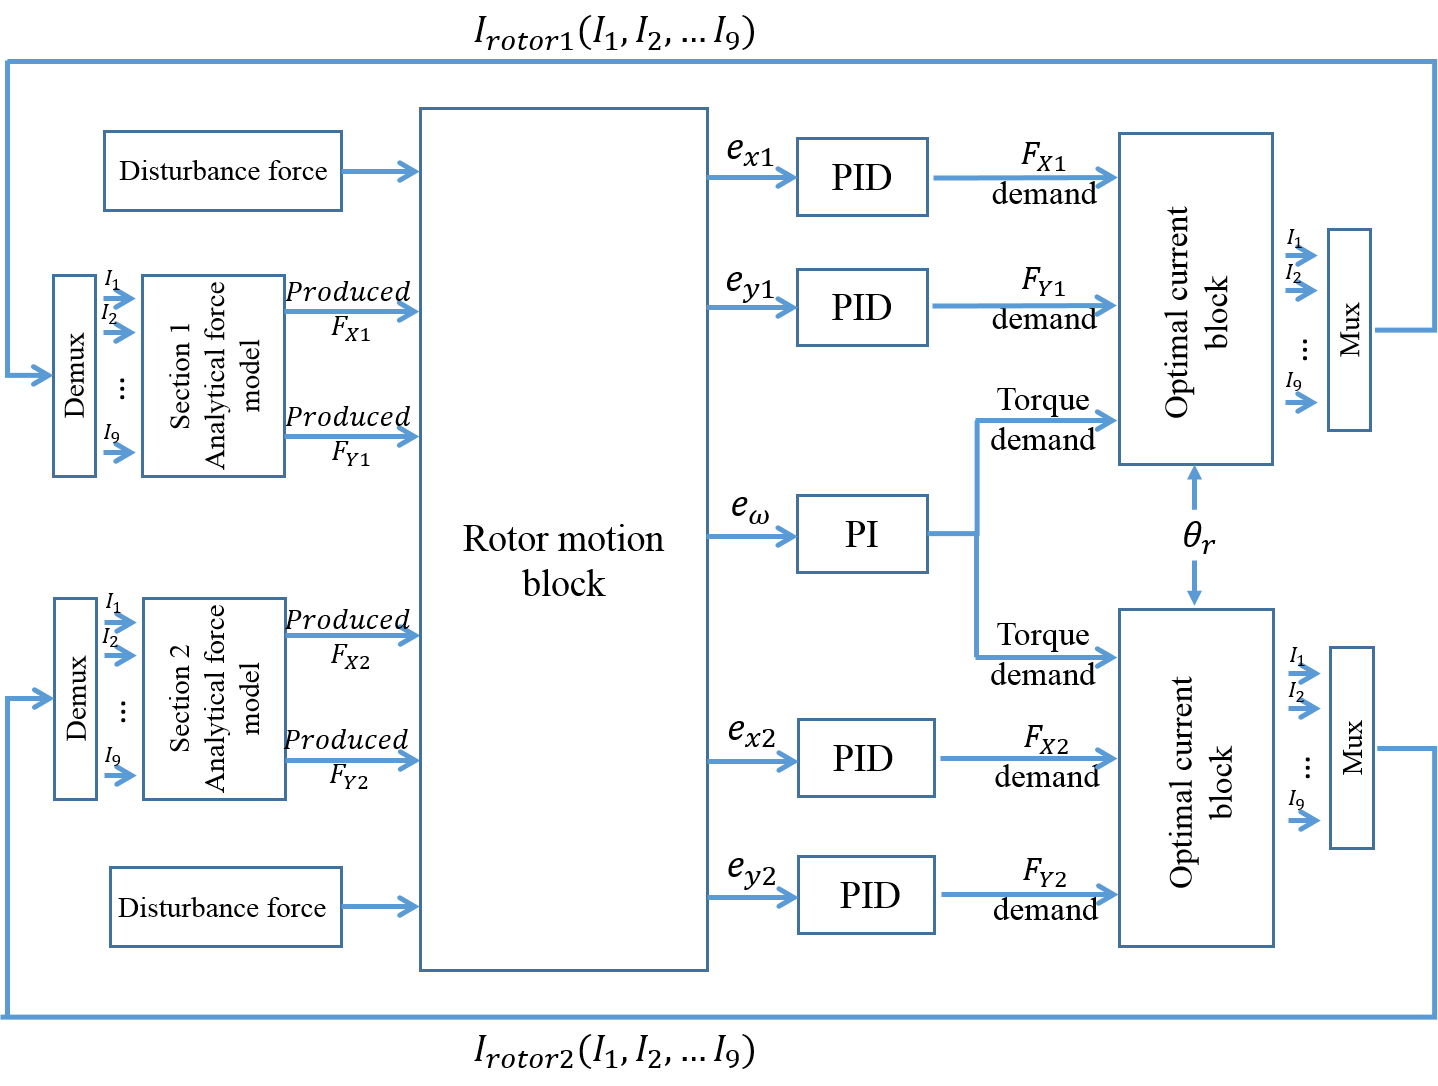 I_{rotor1}(I_1, I_2, … I_9)
Disturbance force
Demux
I_1
I_2
...
I_9
Section 1
Analytical force
model
Produced
F_{X1}
Produced
F_{Y1}
Demux
I_1
I_2
...
I_9
Section 2
Analytical force
model
Produced
F_{X2}
Produced
F_{Y2}
Disturbance force
Rotor motion
block
e_{x1}
PID
F_{X1}
demand
e_{y1}
PID
F_{Y1}
demand
e_ω
PI
Torque
demand
Torque
demand
e_{x2}
PID
F_{X2}
demand
e_{y2}
PID
F_{Y2}
demand
Optimal current
block
θ_r
Optimal current
block
I_1
I_2
...
I_9
Mux
I_1
I_2
...
I_9
Mux
I_{rotor2}(I_1, I_2, … I_9)